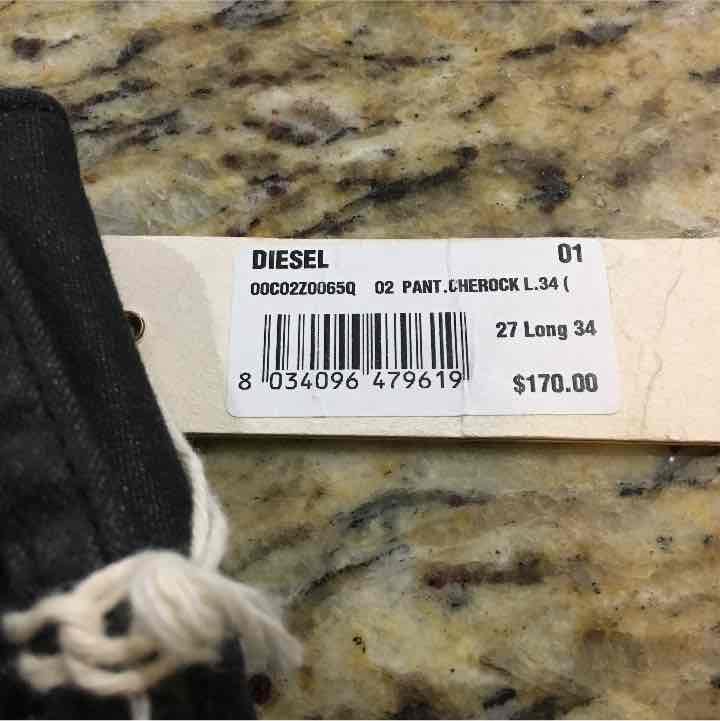 DIESEL 01
00C02Z0065Q 02 PANT.CHEROCK L.34 (
27 Long 34
8 034096 479619
$170.00